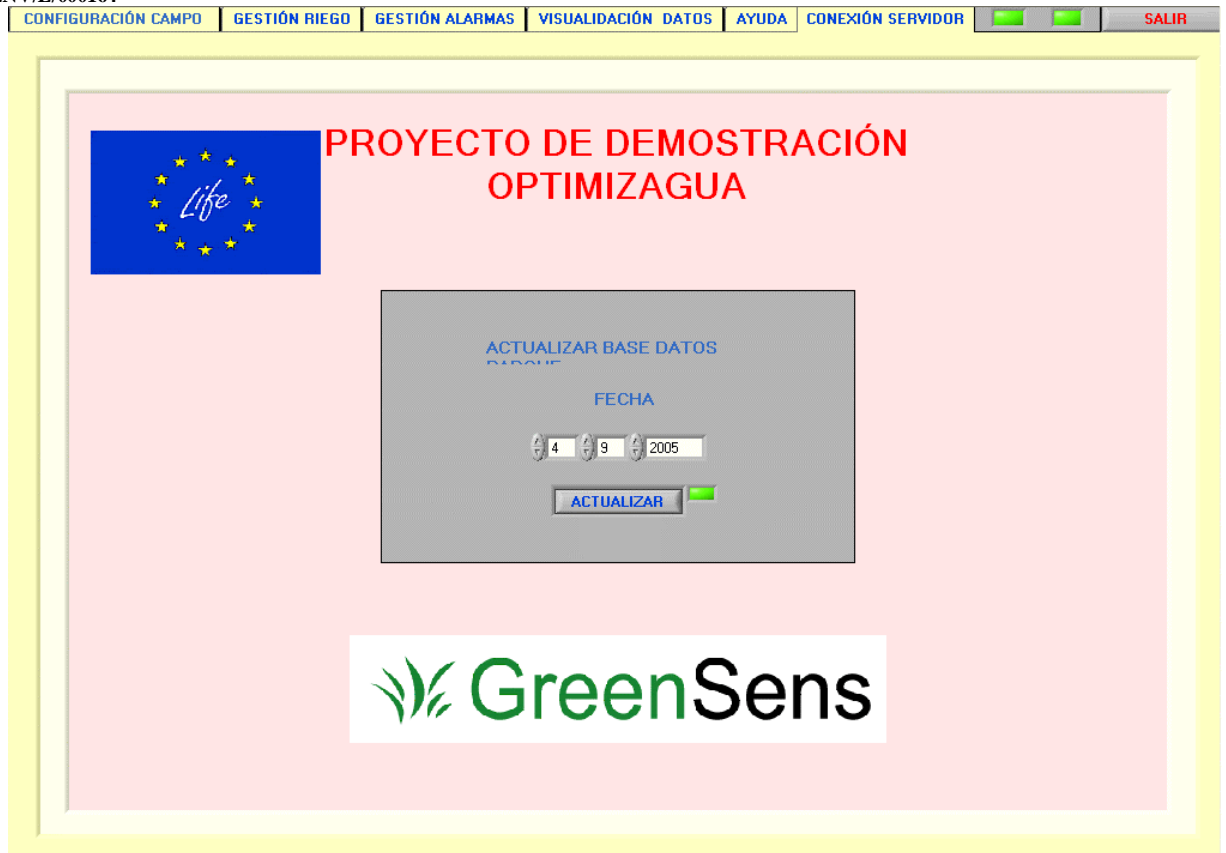 CONFIGURACIÓN CAMPO GESTIÓN RIEGO GESTIÓN ALARMAS VISUALIDACIÓN DATOS AYUDA CONEXIÓN SERVIDOR SALIR
PROYECTO DE DEMOSTRACIÓN
OPTIMIZAGUA
Life
ACTUALIZAR BASE DATOS
FECHA
4 9 2005
ACTUALIZAR
GreenSens